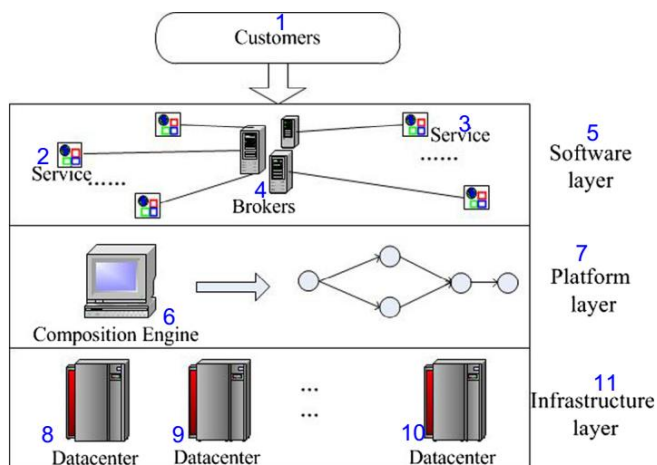 1
Customers
2
Service
......
3
Service
......
4
Brokers
5
Software
layer
6
Composition Engine
7
Platform
layer
8
Datacenter
9
Datacenter
...
...
10
Datacenter
11
Infrastructure
layer